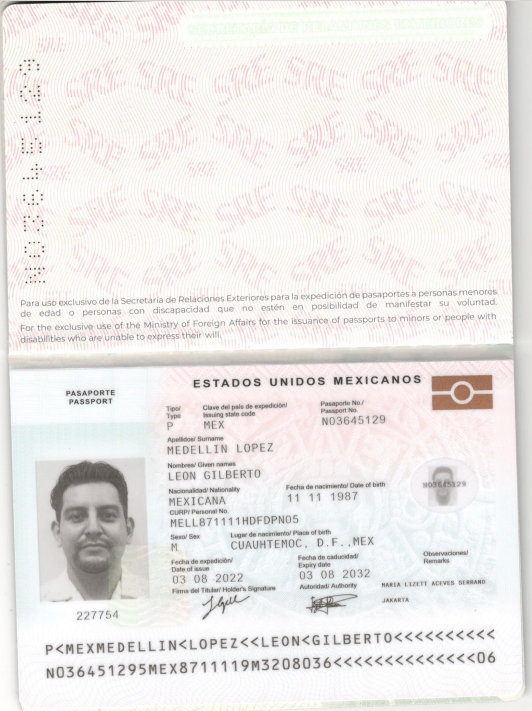 SRE
N03645129
Para uso exclusivo de la Secretaría de Relaciones Exteriores para la expedición de pasaportes a personas menores
de edad o personas con discapacidad que no estén en posibilidad de manifestar su voluntad.
For the exclusive use of the Ministry of Foreign Affairs for the issuance of passports to minors or people with
disabilities who are unable to express their will.
PASAPORTE
PASSPORT
ESTADOS UNIDOS MEXICANOS
Tipo/
Type
P
Clave del país de expedición/
Issuing state code
MEX
Pasaporte No./
Passport No.
N03645129
Apellidos/ Surname
MEDELLIN LOPEZ
Nombres/ Given names
LEON GILBERTO
Nacionalidad/ Nationality
MEXICANA
Fecha de nacimiento/ Date of birth
11 11 1987
N03645129
CURP/ Personal No.
MELL871111HDFDPN05
Sexo/ Sex
M
Lugar de nacimiento/ Place of birth
CUAUHTEMOC, D.F.,MEX
Fecha de expedición/
Date of issue
03 08 2022
Fecha de caducidad/
Expiry date
03 08 2032
Observaciones/
Remarks
Firma del Titular/ Holder's Signature
Autoridad/ Authority
MARIA LIZETT ACEVES SERRANO
JAKARTA
227754
P<MEXMEDELLIN<LOPEZ<<LEON<GILBERTO<<<<<<<<<<
N036451295MEX8711119M3208036<<<<<<<<<<<<<<06